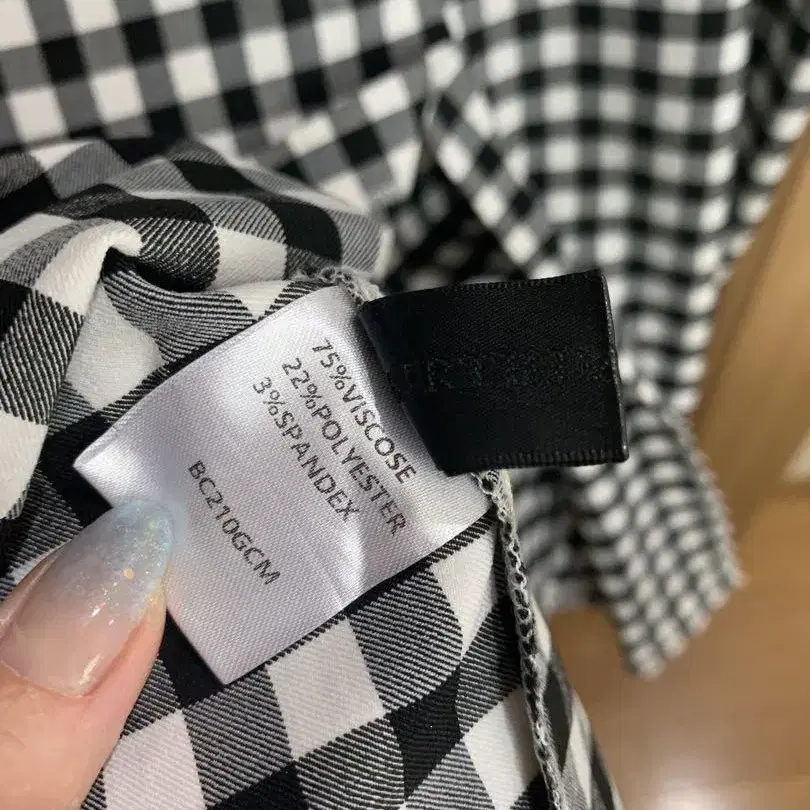 75%VISCOSE
22%POLYESTER
3%SPANDEX
BC210GCM